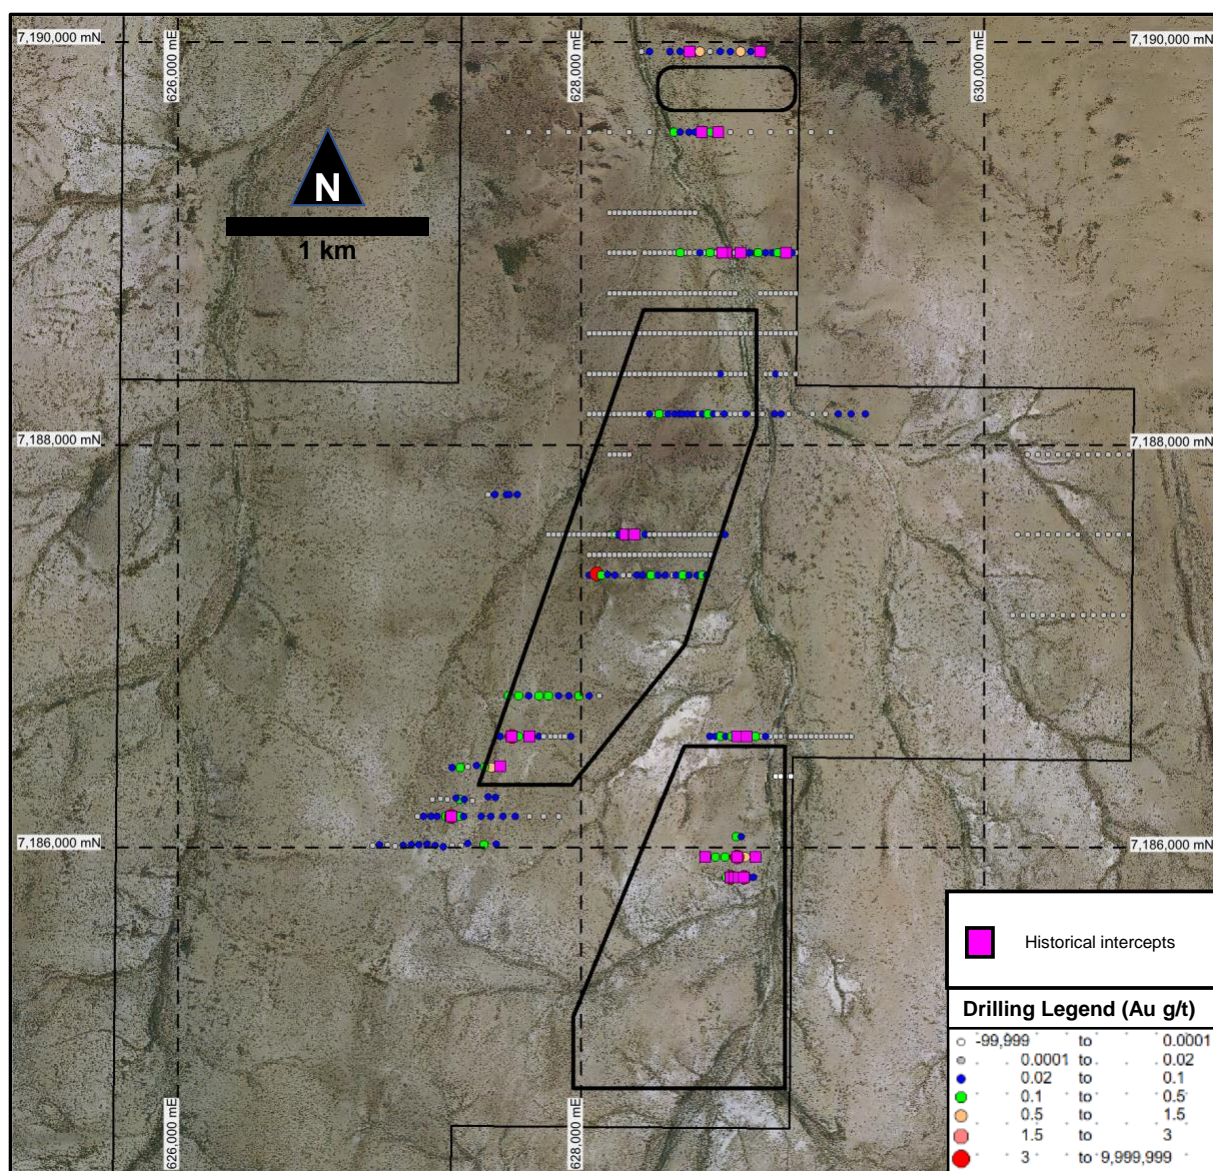 7,190,000 mN
7,190,000 mN
626,000 mE
628,000 mE
630,000 mE
N
1 km
7,188,000 mN
7,188,000 mN
7,186,000 mN
7,186,000 mN
626,000 mE
628,000 mE
Historical intercepts
Drilling Legend (Au g/t)
-99,999 to 0.0001
0.0001 to 0.02
0.02 to 0.1
0.1 to 0.5
0.5 to 1.5
1.5 to 3
3 to 9,999,999